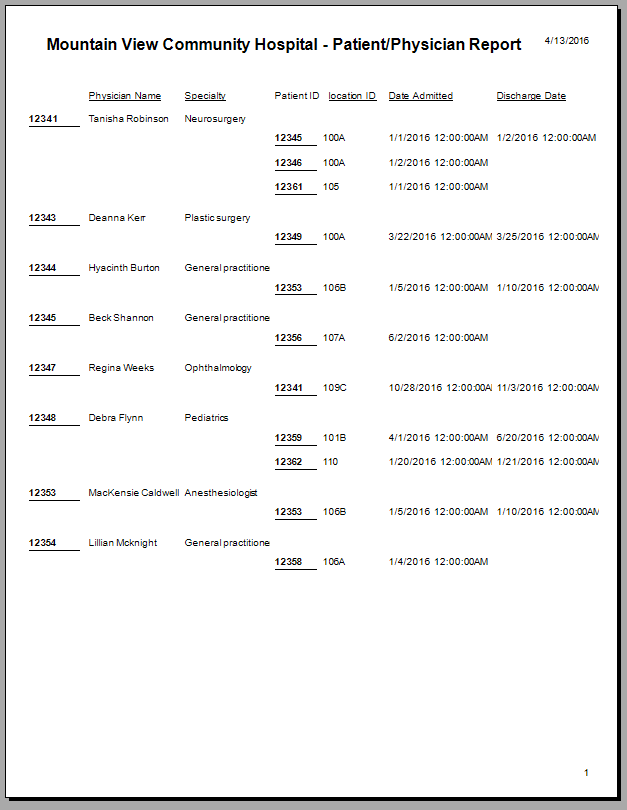 Mountain View Community Hospital - Patient/Physician Report 4/13/2016
Physician Name Specialty Patient ID location ID Date Admitted Discharge Date
12341 Tanisha Robinson Neurosurgery
12345 100A 1/1/2016 12:00:00AM 1/2/2016 12:00:00AM
12346 100A 1/2/2016 12:00:00AM
12361 105 1/1/2016 12:00:00AM
12343 Deanna Kerr Plastic surgery
12349 100A 3/22/2016 12:00:00AM 3/25/2016 12:00:00AM
12344 Hyacinth Burton General practitione
12353 106B 1/5/2016 12:00:00AM 1/10/2016 12:00:00AM
12345 Beck Shannon General practitione
12356 107A 6/2/2016 12:00:00AM
12347 Regina Weeks Ophthalmology
12341 109C 10/28/2016 12:00:00A 11/3/2016 12:00:00AM
12348 Debra Flynn Pediatrics
12359 101B 4/1/2016 12:00:00AM 6/20/2016 12:00:00AM
12362 110 1/20/2016 12:00:00AM 1/21/2016 12:00:00AM
12353 MacKensie Caldwell Anesthesiologist
12353 106B 1/5/2016 12:00:00AM 1/10/2016 12:00:00AM
12354 Lillian Mcknight General practitione
12358 106A 1/4/2016 12:00:00AM
1